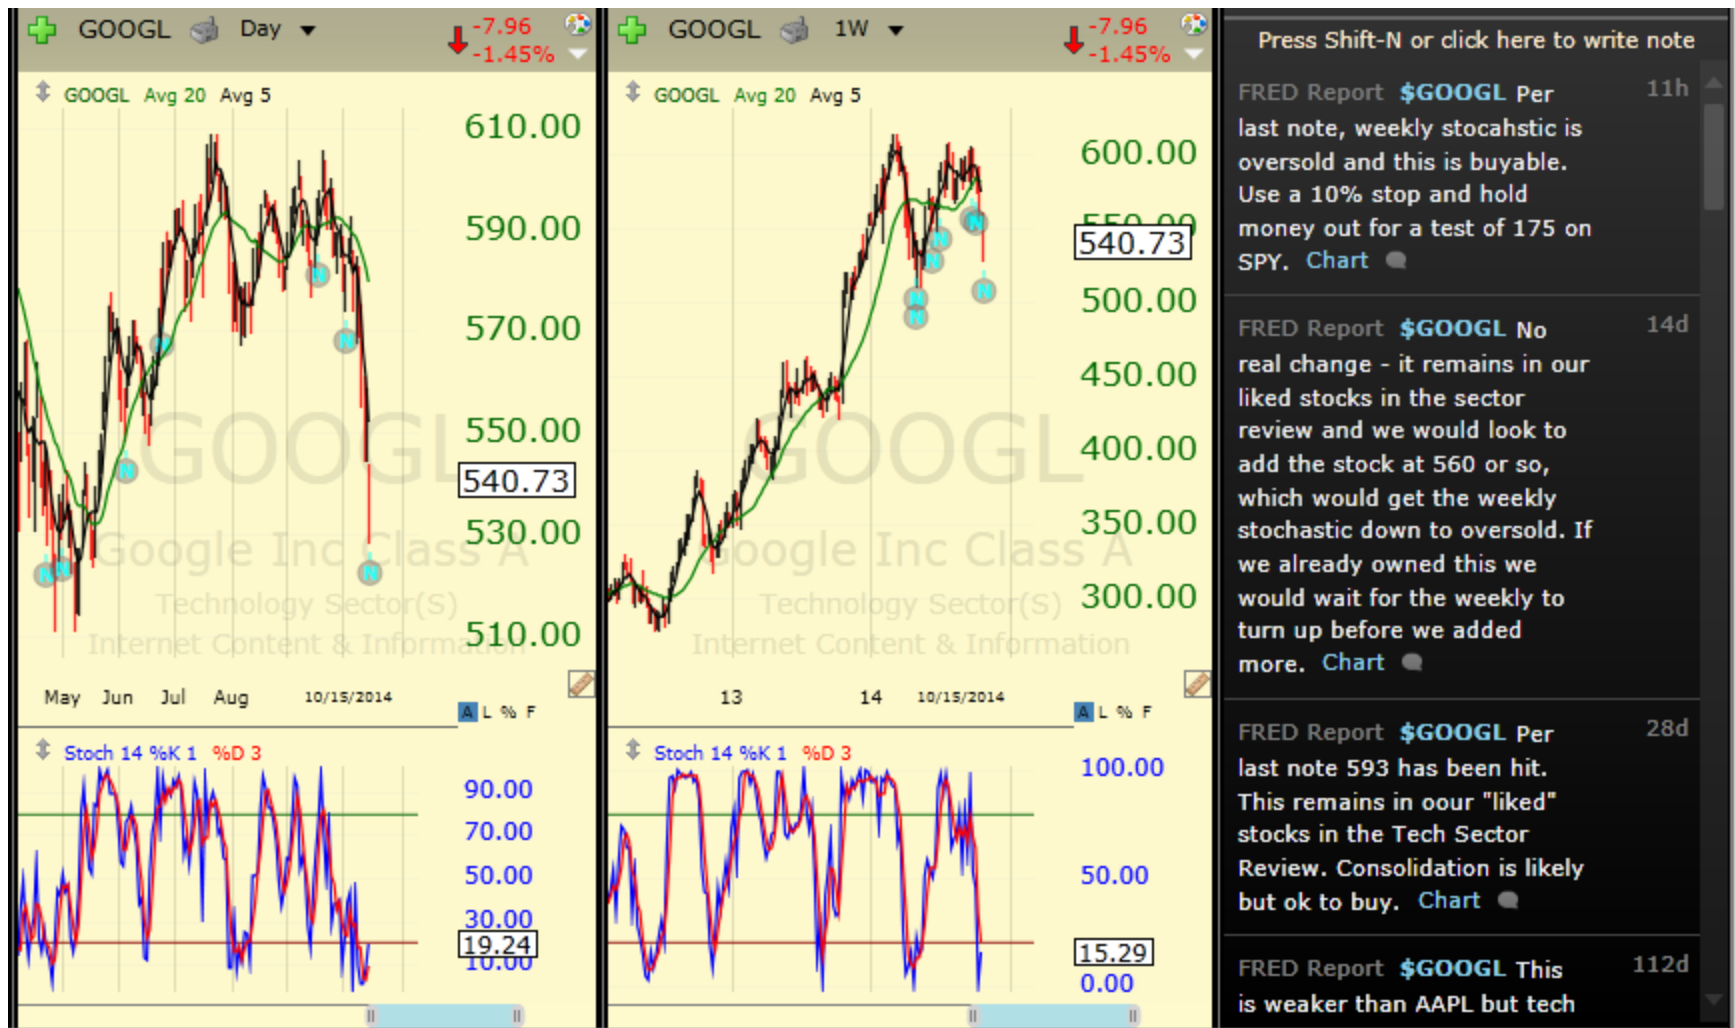 GOOGL Day
-7.96
-1.45%
GOOGL Avg 20 Avg 5
610.00
590.00
570.00
550.00
540.73
530.00
510.00
GOOGL
Google Inc Class A
Technology Sector(S)
Internet Content & Information
N
N
N
N
N
N
N
May Jun Jul Aug 10/15/2014
A L % F
Stoch 14 %K 1 %D 3
90.00
70.00
50.00
30.00
19.24
10.00
GOOGL 1W
-7.96
-1.45%
GOOGL Avg 20 Avg 5
600.00
550.00
540.73
500.00
450.00
400.00
350.00
300.00
GOOGL
Google Inc Class A
Technology Sector(S)
Internet Content & Information
N
N
N
N
N
N
13 14 10/15/2014
A L % F
Stoch 14 %K 1 %D 3
100.00
50.00
15.29
0.00
Press Shift-N or click here to write note
FRED Report $GOOGL Per 11h
last note, weekly stocahstic is
oversold and this is buyable.
Use a 10% stop and hold
money out for a test of 175 on
SPY. Chart
FRED Report $GOOGL No 14d
real change - it remains in our
liked stocks in the sector
review and we would look to
add the stock at 560 or so,
which would get the weekly
stochastic down to oversold. If
we already owned this we
would wait for the weekly to
turn up before we added
more. Chart
FRED Report $GOOGL Per 28d
last note 593 has been hit.
This remains in oour "liked"
stocks in the Tech Sector
Review. Consolidation is likely
but ok to buy. Chart
FRED Report $GOOGL This 112d
is weaker than AAPL but tech